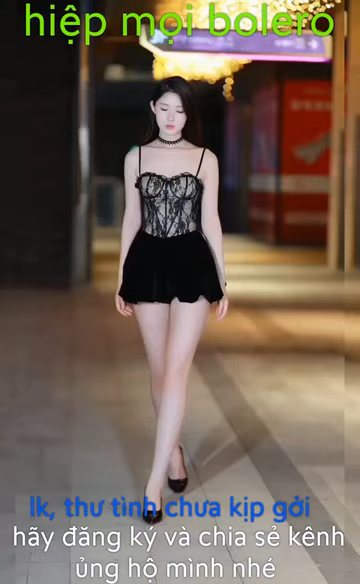 hiệp mọi bolero
lk, thư tình chưa kịp gởi
hãy đăng ký và chia sẻ kênh
ủng hộ mình nhé